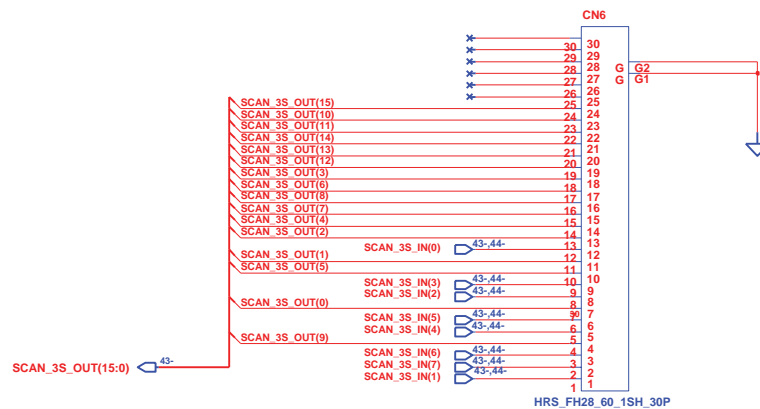 CN6
30 30
29 29
28 28 G G2
27 27 G G1
26 26
SCAN_3S_OUT(15) 25 25
SCAN_3S_OUT(10) 24 24
SCAN_3S_OUT(11) 23 23
SCAN_3S_OUT(14) 22 22
SCAN_3S_OUT(13) 21 21
SCAN_3S_OUT(12) 20 20
SCAN_3S_OUT(3) 19 19
SCAN_3S_OUT(6) 18 18
SCAN_3S_OUT(8) 17 17
SCAN_3S_OUT(7) 16 16
SCAN_3S_OUT(4) 15 15
SCAN_3S_OUT(2) 14 14
SCAN_3S_IN(0) 43-,44- 13 13
SCAN_3S_OUT(1) 12 12
SCAN_3S_OUT(5) 11 11
SCAN_3S_IN(3) 43-,44- 10 10
SCAN_3S_IN(2) 43-,44- 9 9
SCAN_3S_OUT(0) 8 8
SCAN_3S_IN(5) 43-,44- 7 7
SCAN_3S_IN(4) 43-,44- 6 6
SCAN_3S_OUT(9) 5 5
SCAN_3S_IN(6) 43-,44- 4 4
SCAN_3S_OUT(15:0) 43- SCAN_3S_IN(7) 43-,44- 3 3
SCAN_3S_IN(1) 43-,44- 2 2
1 1
HRS_FH28_60_1SH_30P